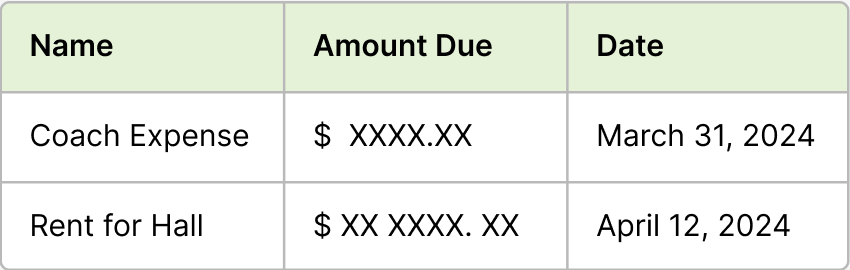 Name Amount Due Date
Coach Expense $ XXXX.XX March 31, 2024
Rent for Hall $ XX XXXX. XX April 12, 2024